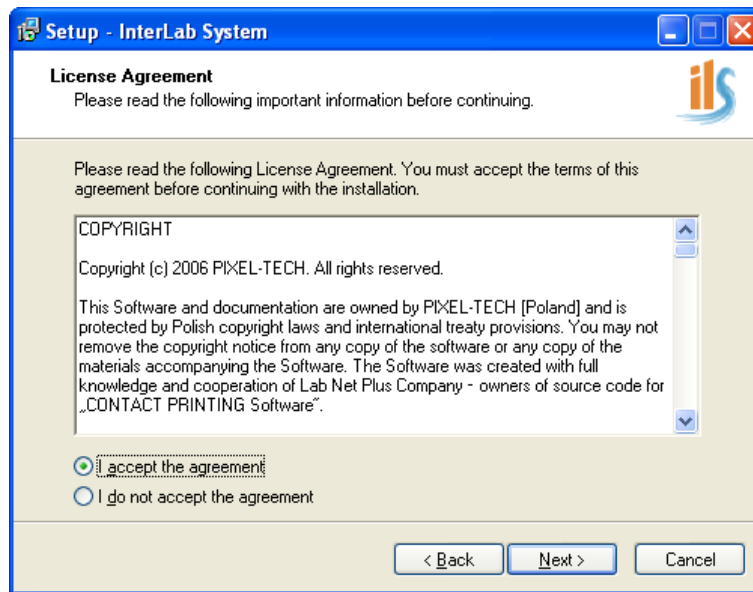 Setup - InterLab System
License Agreement
Please read the following important information before continuing.
ils
Please read the following License Agreement. You must accept the terms of this
agreement before continuing with the installation.
COPYRIGHT
Copyright (c) 2006 PIXEL-TECH. All rights reserved.
This Software and documentation are owned by PIXEL-TECH [Poland] and is
protected by Polish copyright laws and international treaty provisions. You may not
remove the copyright notice from any copy of the software or any copy of the
materials accompanying the Software. The Software was created with full
knowledge and cooperation of Lab Net Plus Company - owners of source code for
„CONTACT PRINTING Software˝.
I accept the agreement
I do not accept the agreement
< Back
Next >
Cancel